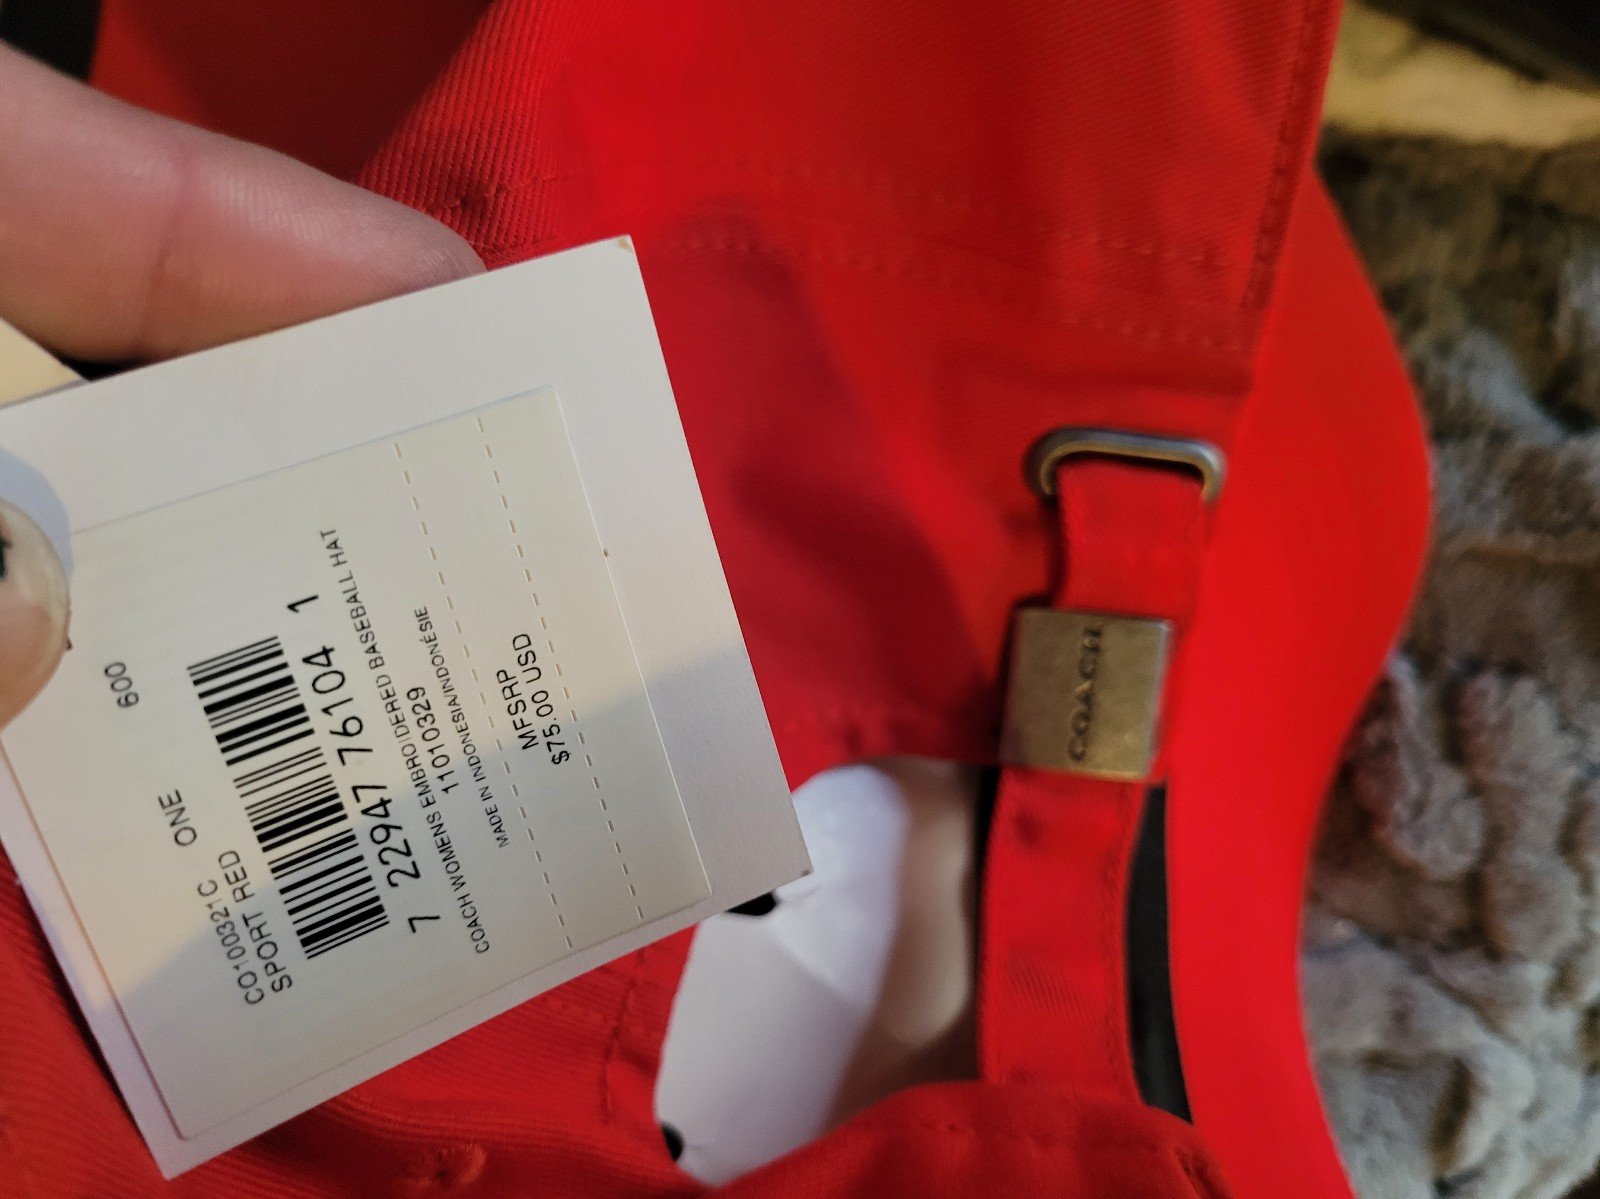 600
CO100321C ONE
SPORT RED
7 22947 76104 1
COACH WOMENS EMBROIDERED BASEBALL HAT
11010329
MADE IN INDONESIA/INDONÉSIE
MFSRP
$75.00 USD
COACH